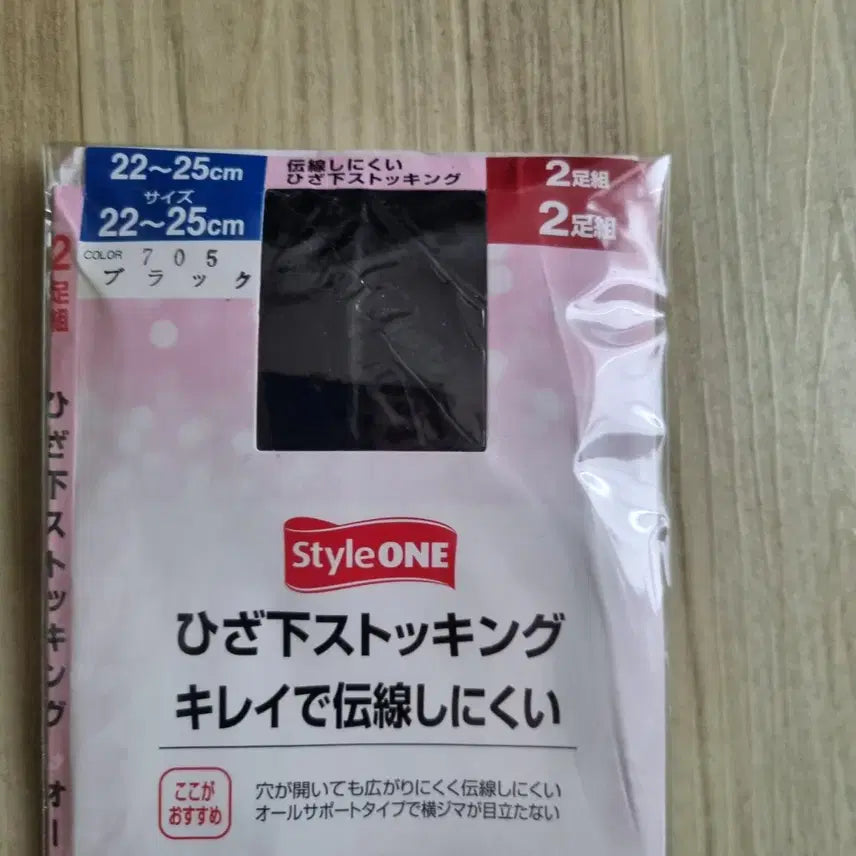 22〜25cm
伝線しにくい
ひざ下ストッキング
2足組
サイズ
22〜25cm
2足組
COLOR 705
ブラック
2足組 ひざ下ストッキング オー
StyleONE
ひざ下ストッキング
キレイで伝線しにくい
ここが
おすすめ
穴が開いても広がりにくく伝線しにくい
オールサポートタイプで横ジマが目立たない